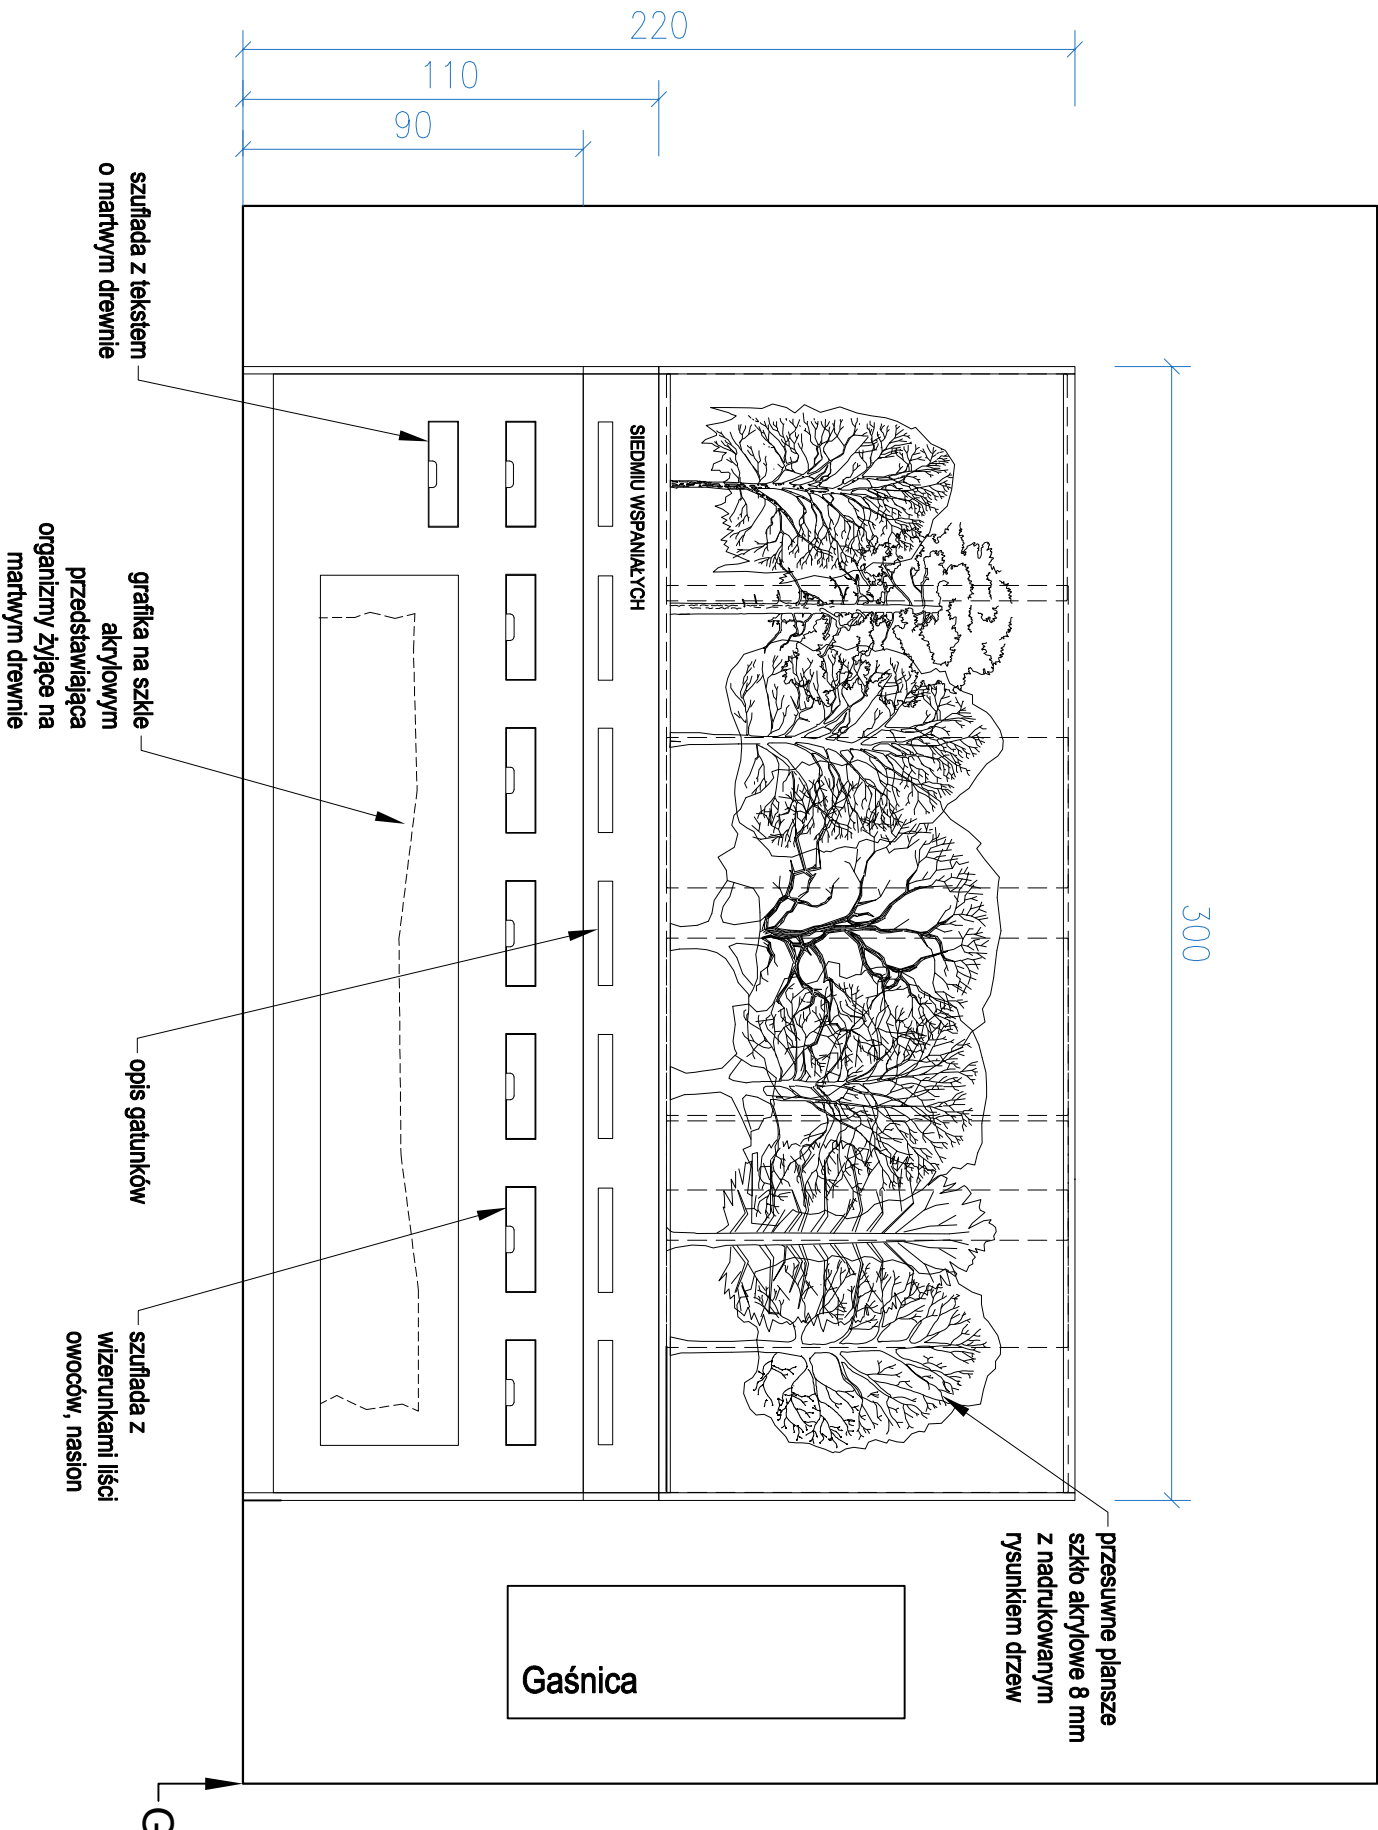 220
110
90
300
przesuwne plansze
szkło akrylowe 8 mm
z nadrukowanym
rysunkiem drzew
SIEDMIU WSPANIAŁYCH
Gaśnica
szuflada z tekstem
o martwym drewnie
grafika na szkle
akrylowym
przedstawiająca
organizmy żyjące na
martwym drewnie
opis gatunków
szuflada z
wizerunkami liści
owoców, nasion
G